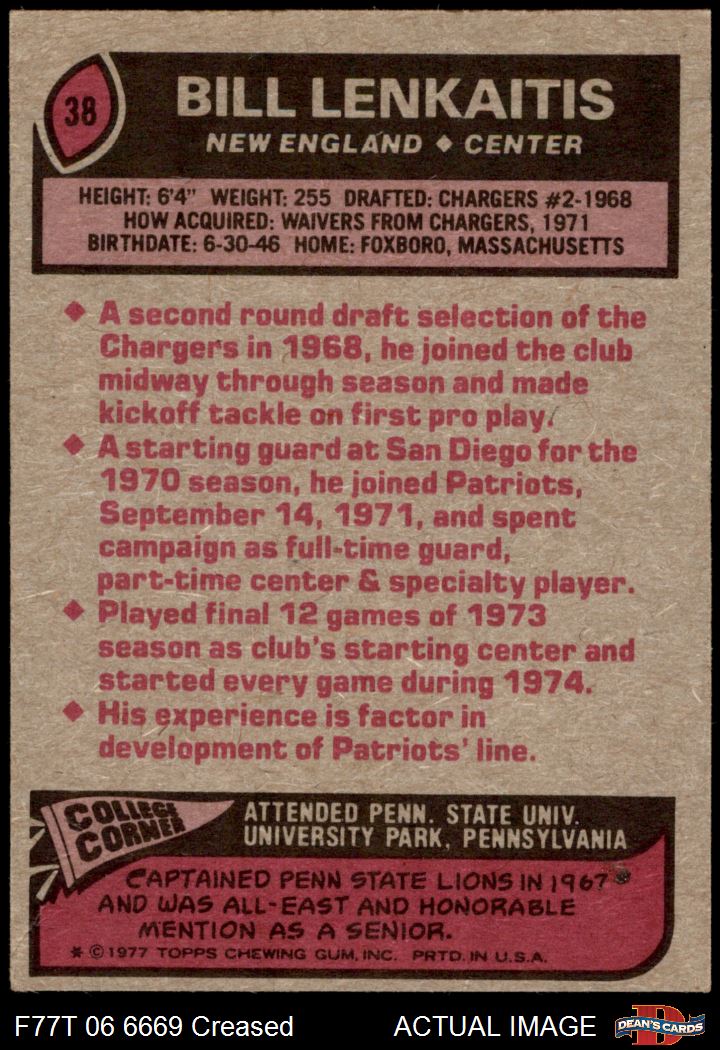 38
BILL LENKAITIS
NEW ENGLAND ◆ CENTER
HEIGHT: 6'4" WEIGHT: 255 DRAFTED: CHARGERS #2-1968
HOW ACQUIRED: WAIVERS FROM CHARGERS, 1971
BIRTHDATE: 6-30-46 HOME: FOXBORO, MASSACHUSETTS
◆ A second round draft selection of the
Chargers in 1968, he joined the club
midway through season and made
kickoff tackle on first pro play.
◆ A starting guard at San Diego for the
1970 season, he joined Patriots,
September 14, 1971, and spent
campaign as full-time guard,
part-time center & specialty player.
◆ Played final 12 games of 1973
season as club's starting center and
started every game during 1974.
◆ His experience is factor in
development of Patriots' line.
COLLEGE
CORNER
ATTENDED PENN. STATE UNIV.
UNIVERSITY PARK, PENNSYLVANIA
CAPTAINED PENN STATE LIONS IN 1967
AND WAS ALL-EAST AND HONORABLE
MENTION AS A SENIOR.
* © 1977 TOPPS CHEWING GUM, INC. PRTD. IN U.S.A.
F77T 06 6669 Creased ACTUAL IMAGE
D
DEAN'S CARDS